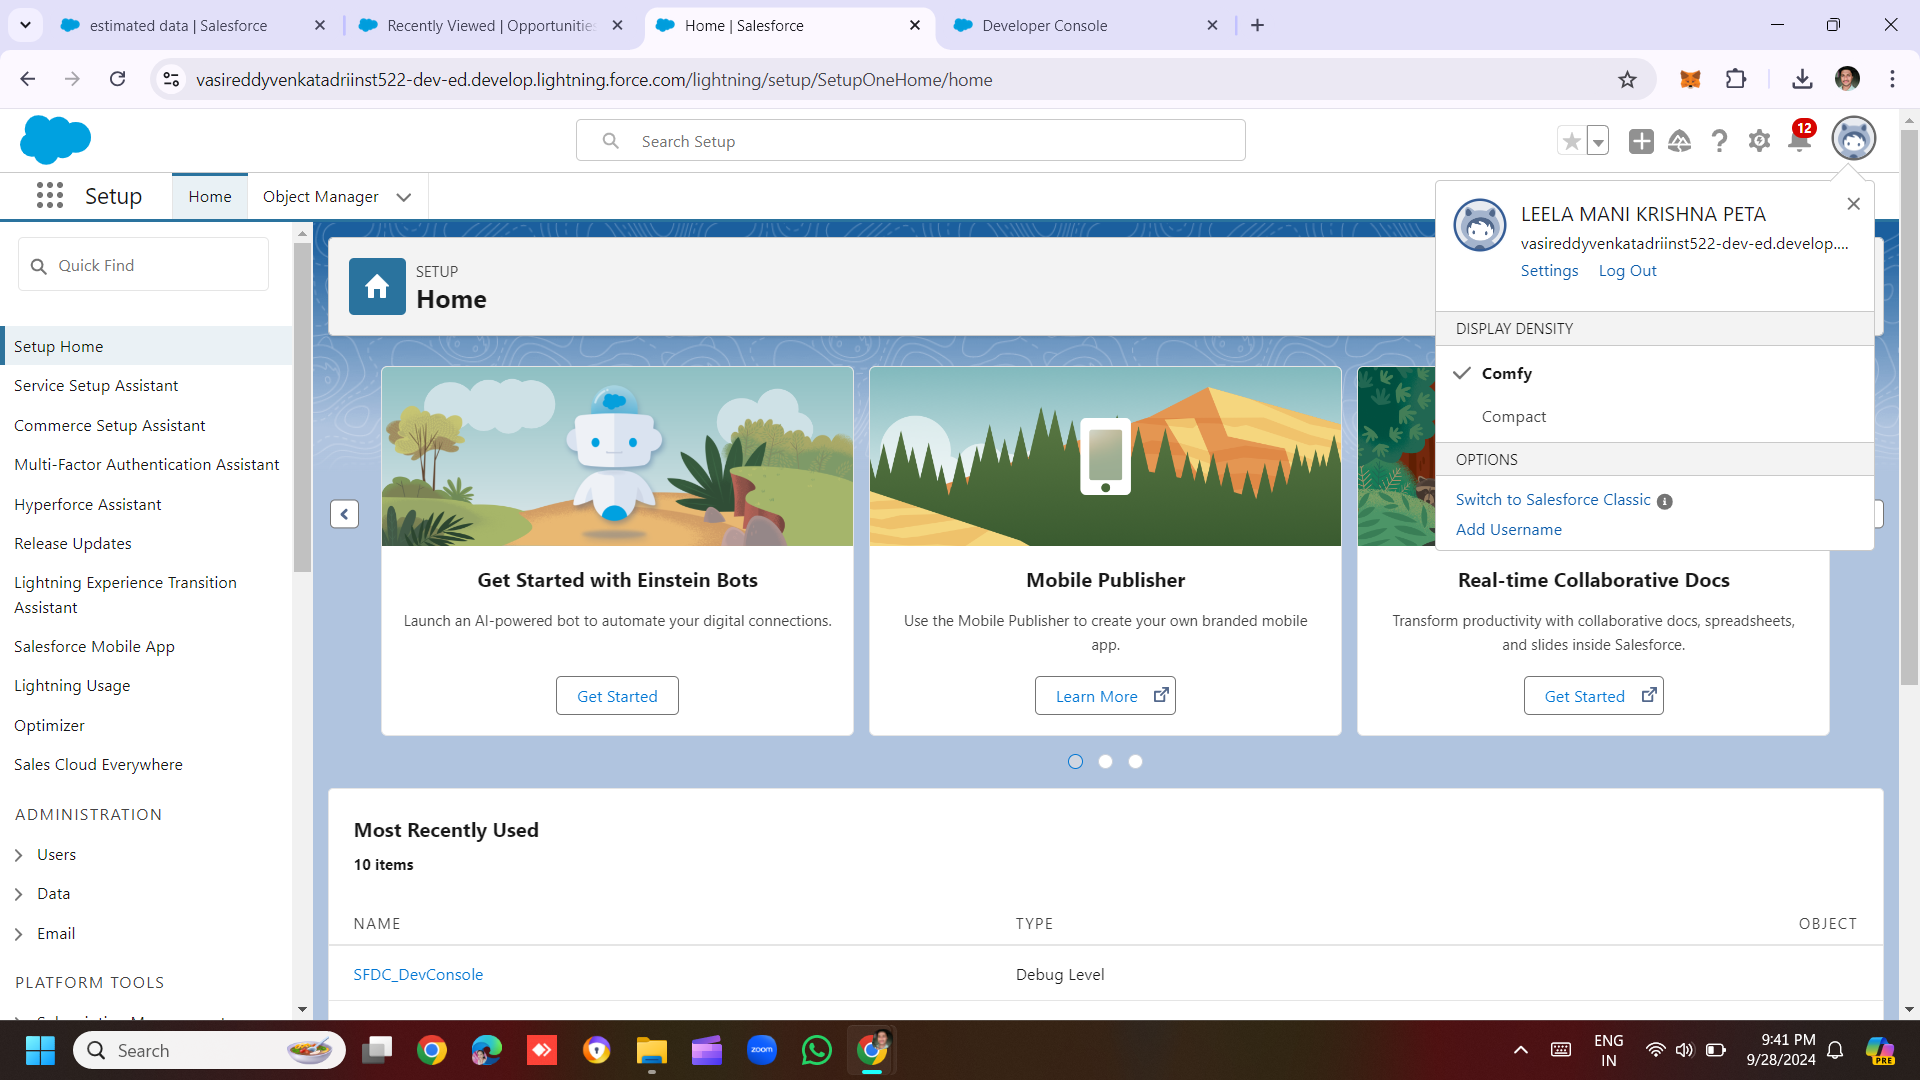 estimated data | Salesforce
Recently Viewed | Opportunities
Home | Salesforce
Developer Console
vasireddyvenkatadriinst522-dev-ed.develop.lightning.force.com/lightning/setup/SetupOneHome/home
Search Setup
12
Setup
Home
Object Manager
LEELA MANI KRISHNA PETA
vasireddyvenkatadriinst522-dev-ed.develop....
Settings
Log Out
DISPLAY DENSITY
Comfy
Compact
OPTIONS
Switch to Salesforce Classic
Add Username
Quick Find
Setup Home
Service Setup Assistant
Commerce Setup Assistant
Multi-Factor Authentication Assistant
Hyperforce Assistant
Release Updates
Lightning Experience Transition
Assistant
Salesforce Mobile App
Lightning Usage
Optimizer
Sales Cloud Everywhere
ADMINISTRATION
Users
Data
Email
PLATFORM TOOLS
SETUP
Home
Get Started with Einstein Bots
Launch an AI-powered bot to automate your digital connections.
Get Started
Mobile Publisher
Use the Mobile Publisher to create your own branded mobile
app.
Learn More
Real-time Collaborative Docs
Transform productivity with collaborative docs, spreadsheets,
and slides inside Salesforce.
Get Started
Most Recently Used
10 items
NAME
TYPE
OBJECT
SFDC_DevConsole
Debug Level
Search
zoom
ENG
IN
9:41 PM
9/28/2024
PRE